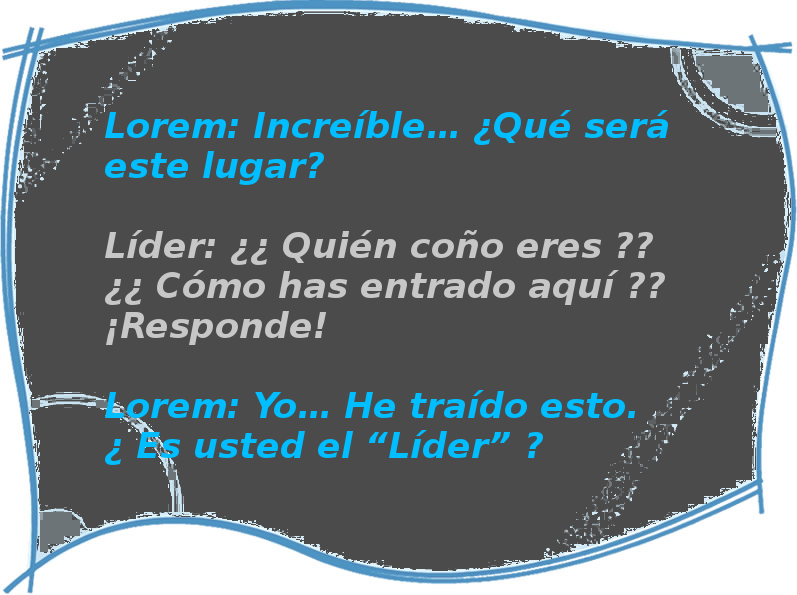 Lorem: Increíble… ¿Qué será
este lugar?
Líder: ¿¿ Quién coño eres ??
¿¿ Cómo has entrado aquí ??
¡Responde!
Lorem: Yo… He traído esto.
¿ Es usted el “Líder” ?